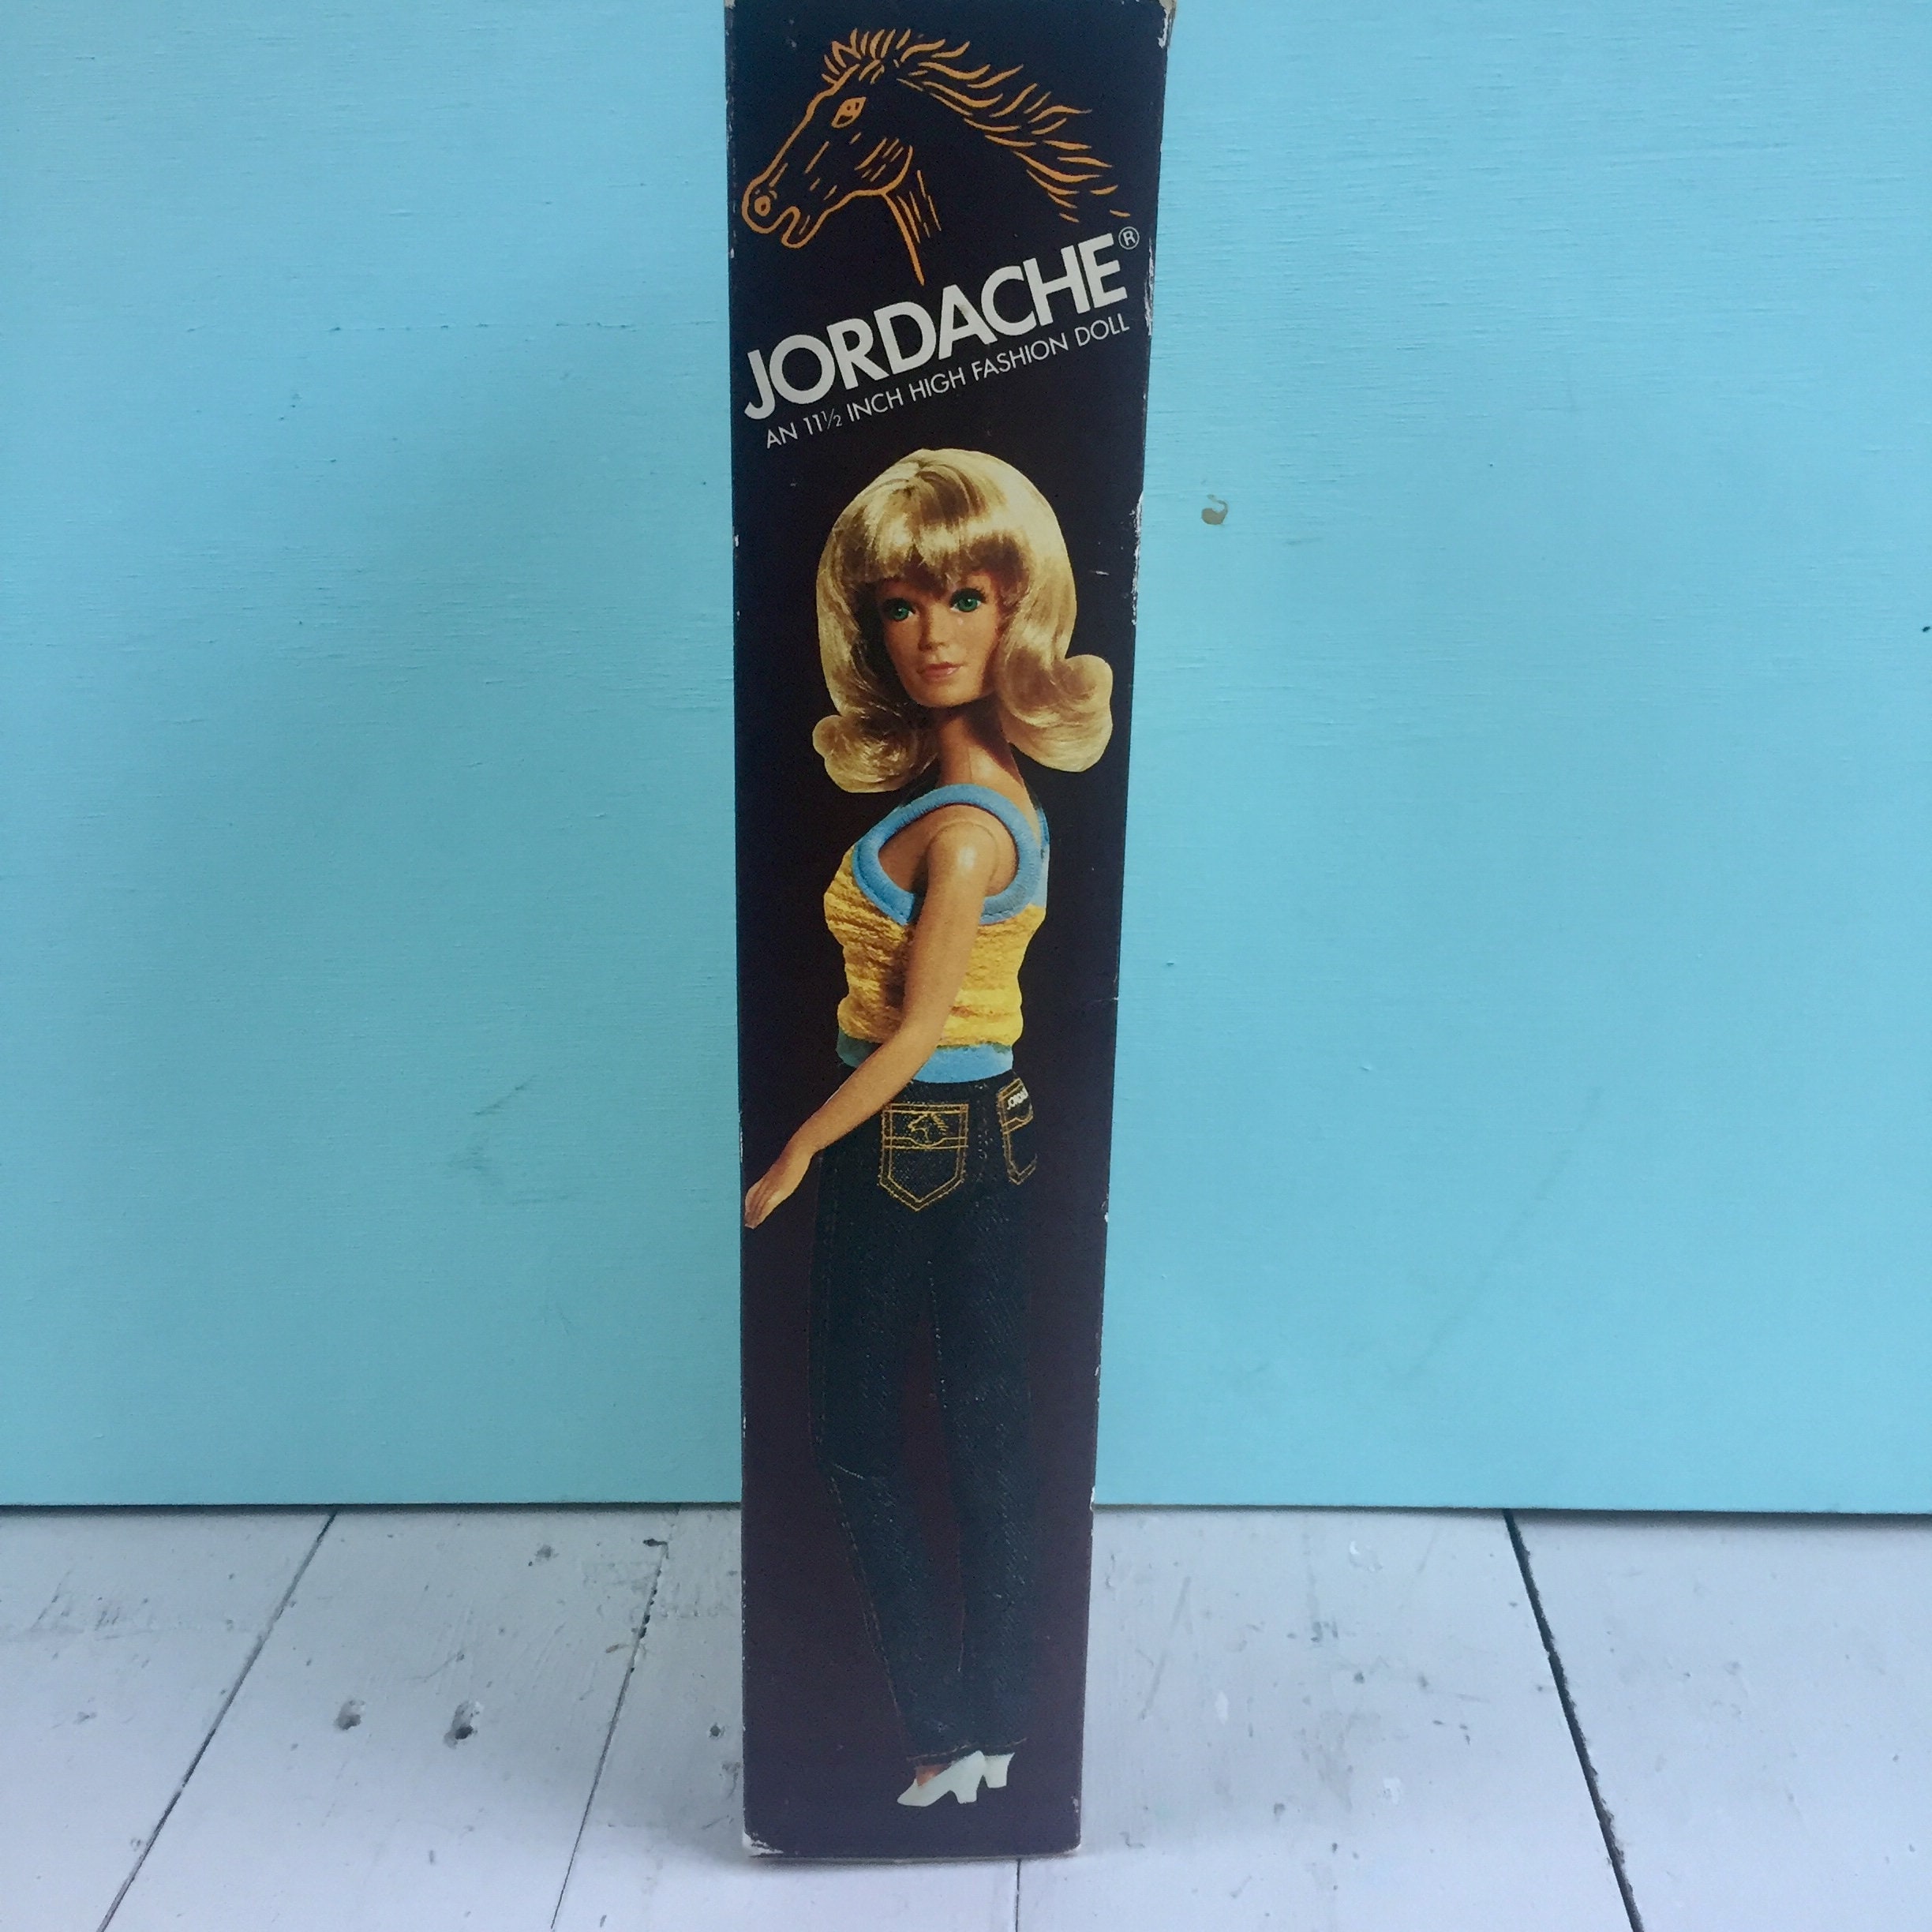 JORDACHE®
AN 11½ INCH HIGH FASHION DOLL